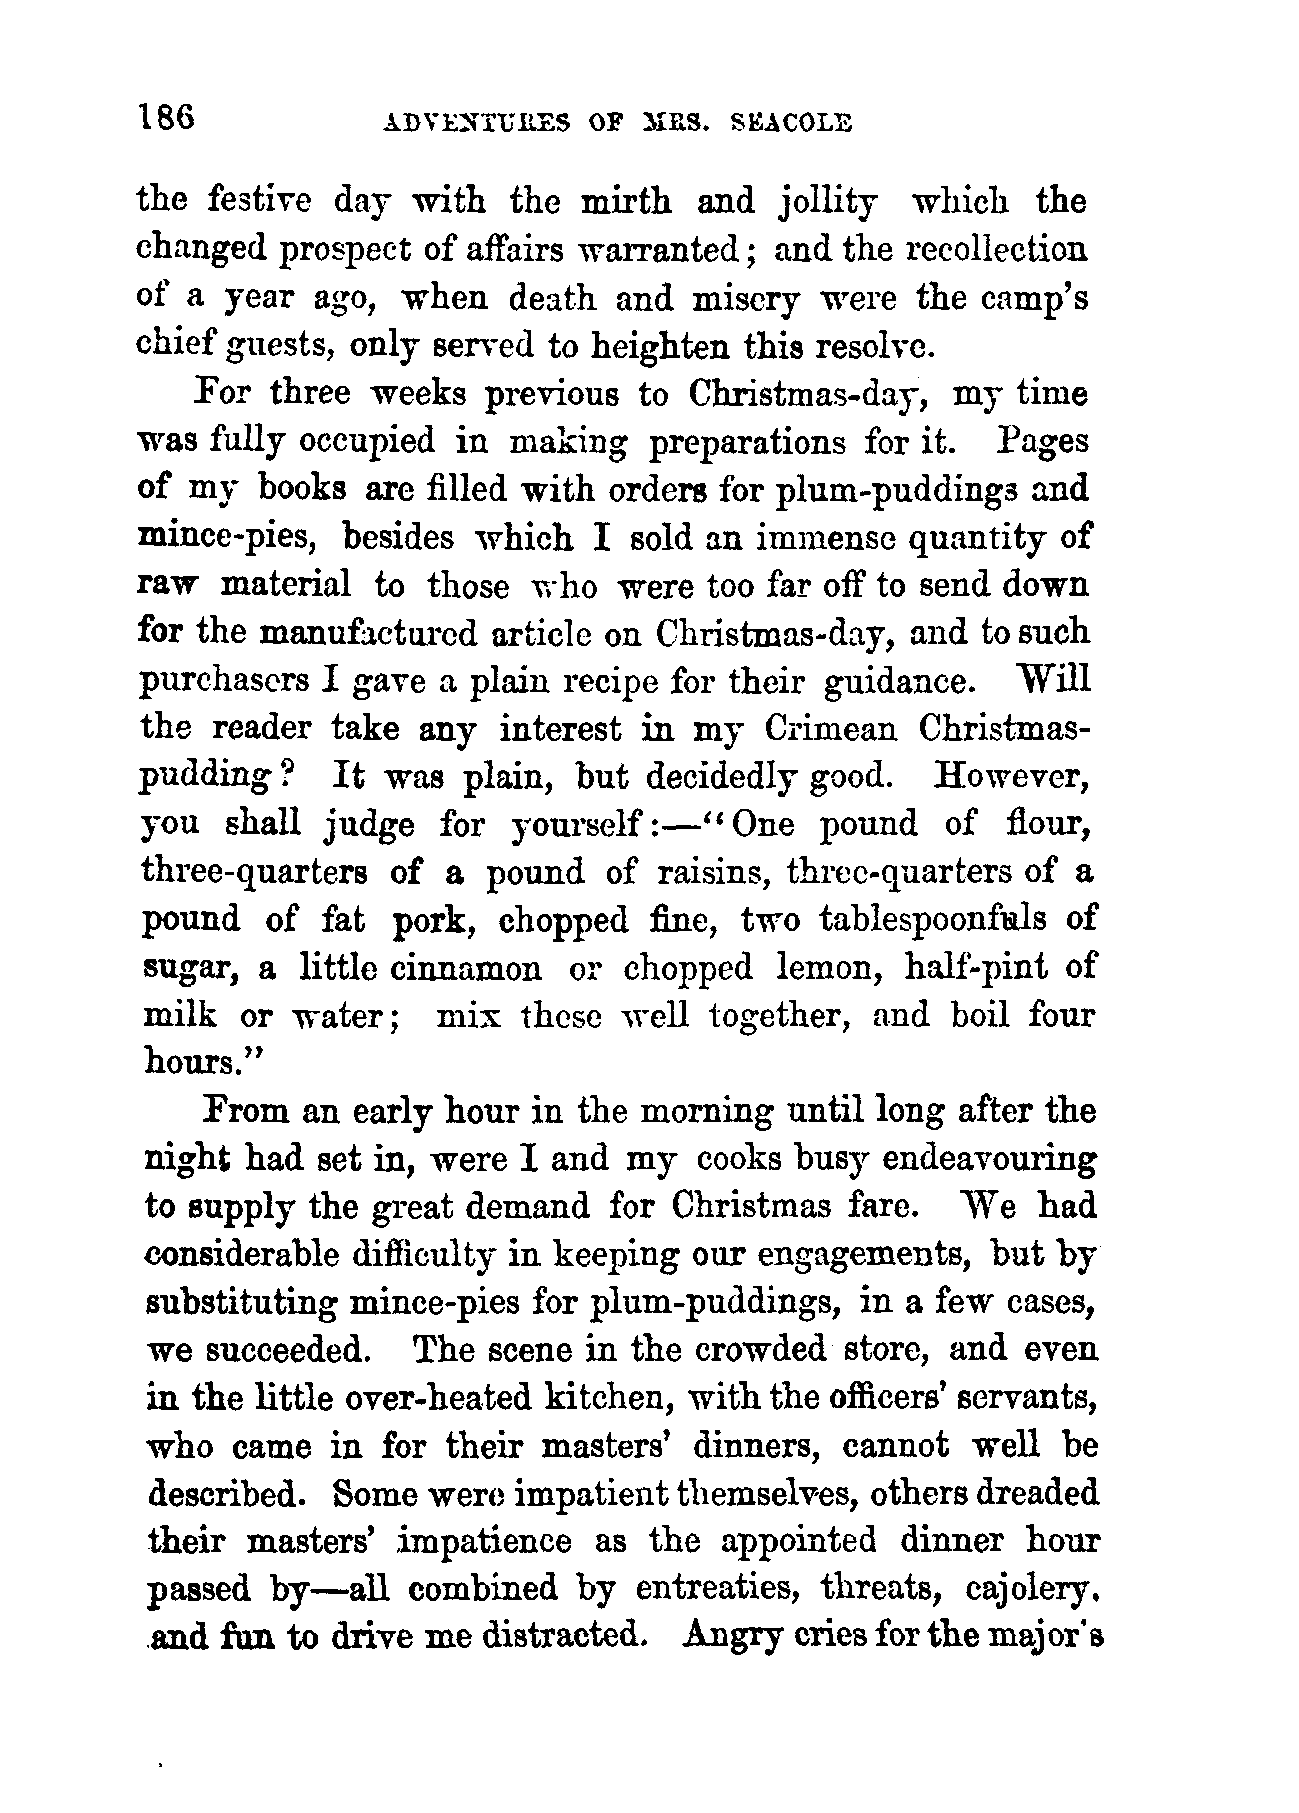 186 ADVENTURES OF MRS. SEACOLE
the festive day with the mirth and jollity which the
changed prospect of affairs warranted; and the recollection
of a year ago, when death and misery were the camp's
chief guests, only served to heighten this resolve.
For three weeks previous to Christmas-day, my time
was fully occupied in making preparations for it. Pages
of my books are filled with orders for plum-puddings and
mince-pies, besides which I sold an immense quantity of
raw material to those who were too far off to send down
for the manufactured article on Christmas-day, and to such
purchasers I gave a plain recipe for their guidance. Will
the reader take any interest in my Crimean Christmas-
pudding? It was plain, but decidedly good. However,
you shall judge for yourself:—“One pound of flour,
three-quarters of a pound of raisins, three-quarters of a
pound of fat pork, chopped fine, two tablespoonfuls of
sugar, a little cinnamon or chopped lemon, half-pint of
milk or water; mix these well together, and boil four
hours.”
From an early hour in the morning until long after the
night had set in, were I and my cooks busy endeavouring
to supply the great demand for Christmas fare. We had
considerable difficulty in keeping our engagements, but by
substituting mince-pies for plum-puddings, in a few cases,
we succeeded. The scene in the crowded store, and even
in the little over-heated kitchen, with the officers' servants,
who came in for their masters' dinners, cannot well be
described. Some were impatient themselves, others dreaded
their masters' impatience as the appointed dinner hour
passed by—all combined by entreaties, threats, cajolery,
and fun to drive me distracted. Angry cries for the major's